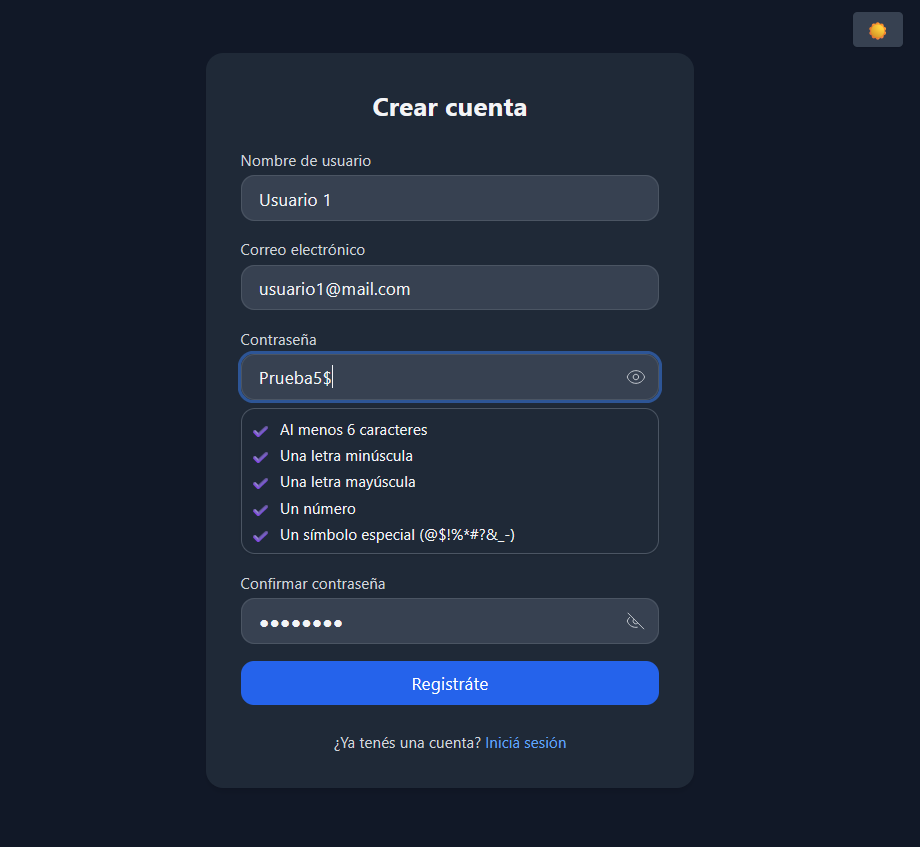 Crear cuenta
Nombre de usuario
Usuario 1
Correo electrónico
usuario1@mail.com
Contraseña
Prueba5$
Al menos 6 caracteres
Una letra minúscula
Una letra mayúscula
Un número
Un símbolo especial (@$!%*#?&_-)
Confirmar contraseña
●●●●●●●●
Registráte
¿Ya tenés una cuenta? Iniciá sesión